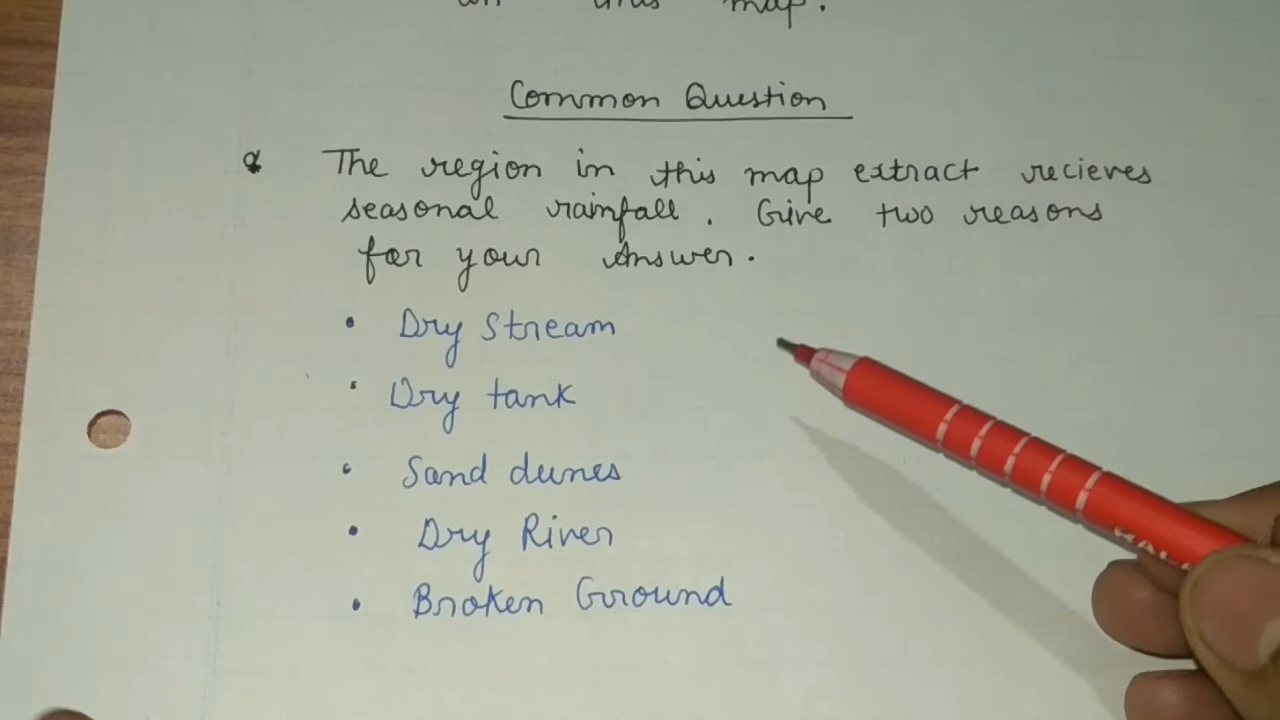 map.
Common Question
The region in this map extract recieves
seasonal rainfall. Give two reasons
for your Answer.
• Dry Stream
• Dry tank
• Sand dunes
• Dry River
• Broken Ground